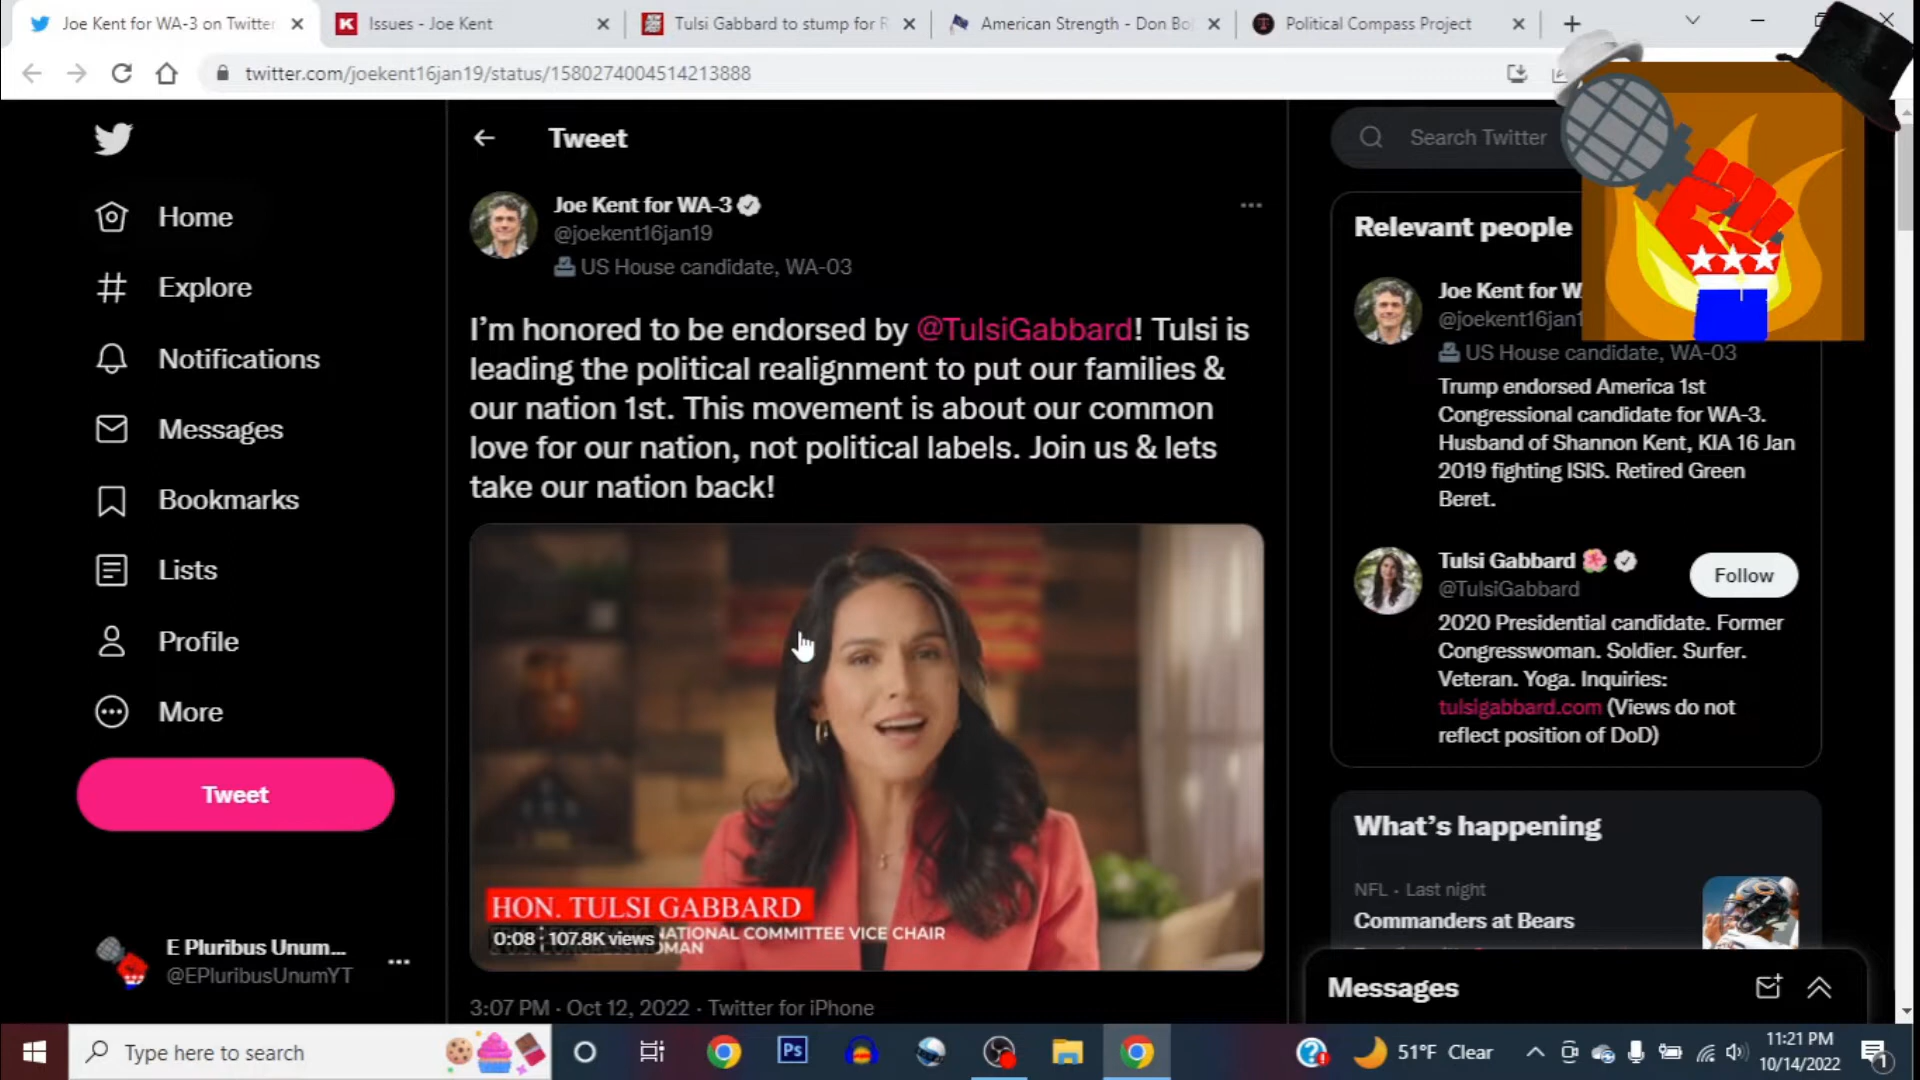 Joe Kent for WA-3 on Twitter
Issues - Joe Kent
Tulsi Gabbard to stump for R
American Strength - Don Bol
Political Compass Project
twitter.com/joekent16jan19/status/1580274004514213888
Home
Explore
Notifications
Messages
Bookmarks
Lists
Profile
More
Tweet
E Pluribus Unum...
@EPluribusUnumYT
Tweet
Joe Kent for WA-3
@joekent16jan19
US House candidate, WA-03
I'm honored to be endorsed by @TulsiGabbard! Tulsi is
leading the political realignment to put our families &
our nation 1st. This movement is about our common
love for our nation, not political labels. Join us & lets
take our nation back!
HON. TULSI GABBARD
0:08 107.8K views NATIONAL COMMITTEE VICE CHAIR
3:07 PM · Oct 12, 2022 · Twitter for iPhone
Search Twitter
Relevant people
Joe Kent for W
@joekent16jan1
US House candidate, WA-03
Trump endorsed America 1st
Congressional candidate for WA-3.
Husband of Shannon Kent, KIA 16 Jan
2019 fighting ISIS. Retired Green
Beret.
Tulsi Gabbard
@TulsiGabbard
Follow
2020 Presidential candidate. Former
Congresswoman. Soldier. Surfer.
Veteran. Yoga. Inquiries:
tulsigabbard.com (Views do not
reflect position of DoD)
What's happening
NFL · Last night
Commanders at Bears
Messages
Type here to search
Ps
51°F Clear
11:21 PM
10/14/2022
1